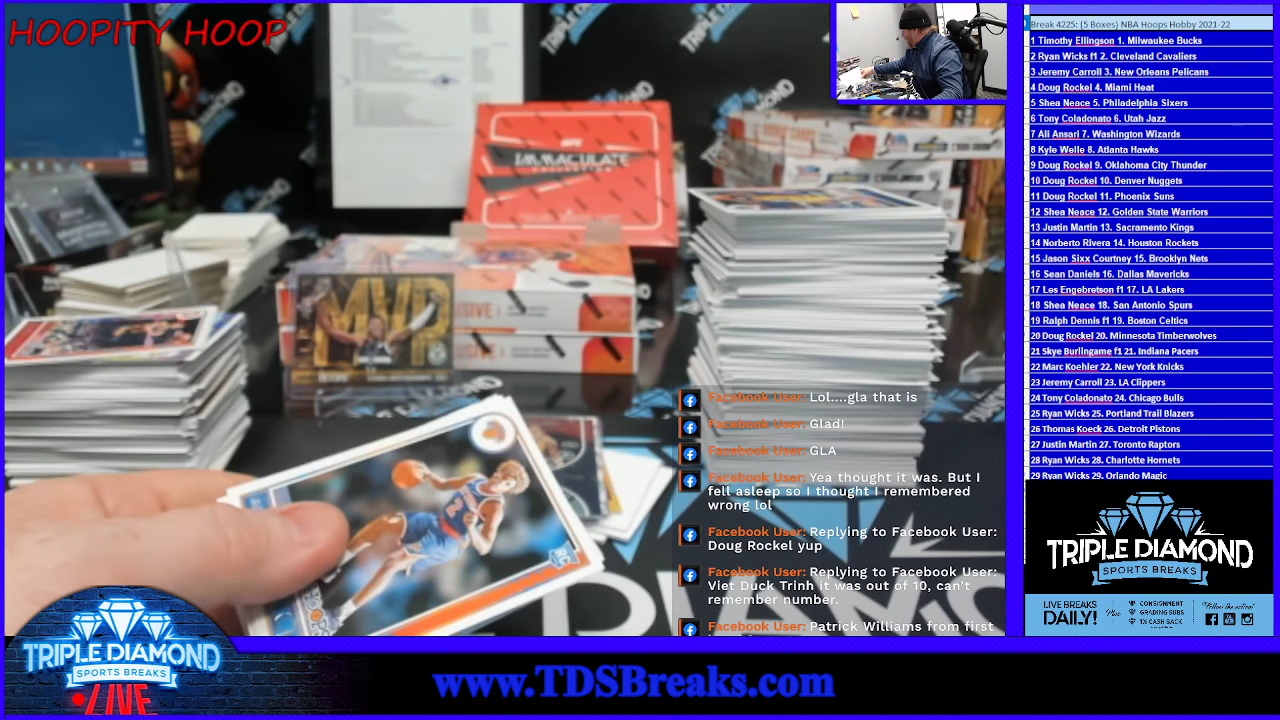 HOOPITY HOOP
IMMACULATE
COLLECTION
MVP
DIAMOND
HOOPS
RC
Facebook User: Lol....gla that is
Facebook User: Glad!
Facebook User: GLA
Facebook User: Yea thought it was. But I
fell asleep so I thought I remembered
wrong lol
Facebook User: Replying to Facebook User:
Doug Rockel yup
Facebook User: Replying to Facebook User:
Viet Duck Trinh it was out of 10, can't
remember number.
Facebook User: Patrick Williams from first
Break 4225: (5 Boxes) NBA Hoops Hobby 2021-22
1 Timothy Ellingson 1. Milwaukee Bucks
2 Ryan Wicks f1 2. Cleveland Cavaliers
3 Jeremy Carroll 3. New Orleans Pelicans
4 Doug Rockel 4. Miami Heat
5 Shea Neace 5. Philadelphia Sixers
6 Tony Coladonato 6. Utah Jazz
7 Ali Ansari 7. Washington Wizards
8 Kyle Welle 8. Atlanta Hawks
9 Doug Rockel 9. Oklahoma City Thunder
10 Doug Rockel 10. Denver Nuggets
11 Doug Rockel 11. Phoenix Suns
12 Shea Neace 12. Golden State Warriors
13 Justin Martin 13. Sacramento Kings
14 Norberto Rivera 14. Houston Rockets
15 Jason Sixx Courtney 15. Brooklyn Nets
16 Sean Daniels 16. Dallas Mavericks
17 Les Engebretson f1 17. LA Lakers
18 Shea Neace 18. San Antonio Spurs
19 Ralph Dennis f1 19. Boston Celtics
20 Doug Rockel 20. Minnesota Timberwolves
21 Skye Burlingame f1 21. Indiana Pacers
22 Marc Koehler 22. New York Knicks
23 Jeremy Carroll 23. LA Clippers
24 Tony Coladonato 24. Chicago Bulls
25 Ryan Wicks 25. Portland Trail Blazers
26 Thomas Koeck 26. Detroit Pistons
27 Justin Martin 27. Toronto Raptors
28 Ryan Wicks 28. Charlotte Hornets
29 Ryan Wicks 29. Orlando Magic
TRIPLE DIAMOND
SPORTS BREAKS
LIVE BREAKS
DAILY!
Plus
CONSIGNMENT
GRADING SUBS
1% CASH BACK
Follow the action!
TRIPLE DIAMOND
SPORTS BREAKS
LIVE
www.TDSBreaks.com